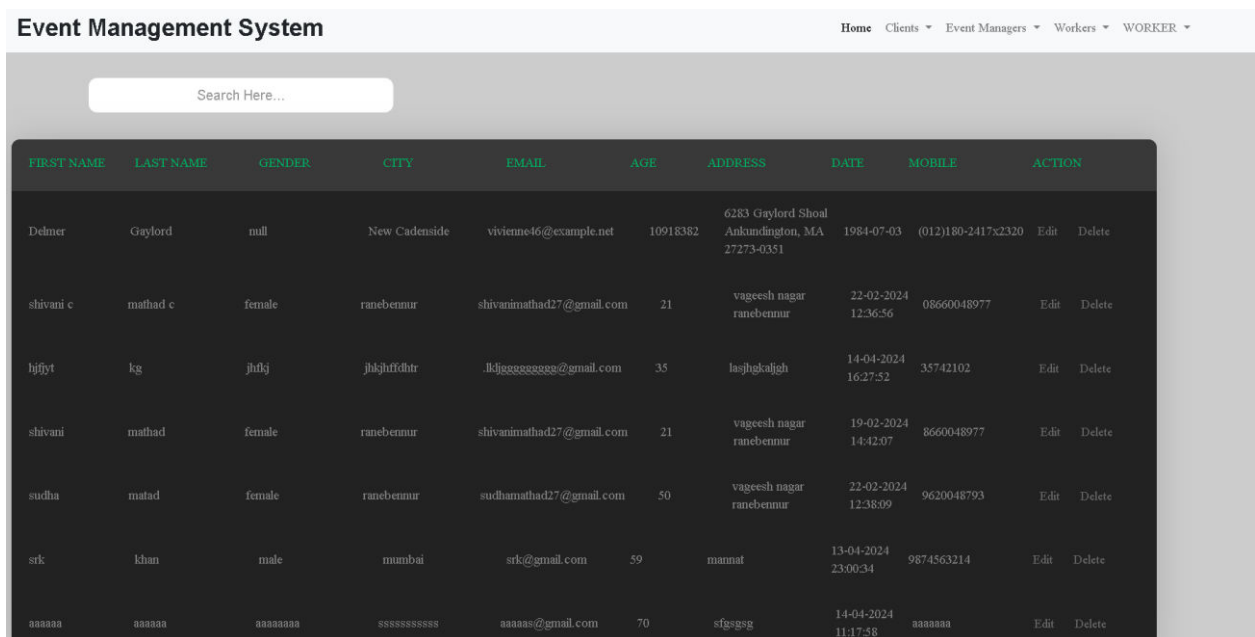 Event Management System
Home Clients Event Managers Workers WORKER
Search Here...
FIRST NAME LAST NAME GENDER CITY EMAIL AGE ADDRESS DATE MOBILE ACTION
Delmer Gaylord null New Cadenside vivienne46@example.net 10918382 6283 Gaylord Shoal
Ankundington, MA
27273-0351 1984-07-03 (012)180-2417x2320 Edit Delete
shivani c mathad c female ranebennur shivanimathad27@gmail.com 21 vageesh nagar
ranebennur 22-02-2024
12:36:56 08660048977 Edit Delete
hjfjyt kg jhfkj jhkjhffdhtr .lkljgggggggggg@gmail.com 35 lasjhgkaljgh 14-04-2024
16:27:52 35742102 Edit Delete
shivani mathad female ranebennur shivanimathad27@gmail.com 21 vageesh nagar
ranebennur 19-02-2024
14:42:07 8660048977 Edit Delete
sudha matad female ranebennur sudhamathad27@gmail.com 50 vageesh nagar
ranebennur 22-02-2024
12:38:09 9620048793 Edit Delete
srk khan male mumbai srk@gmail.com 59 mannat 13-04-2024
23:00:34 9874563214 Edit Delete
aaaaaa aaaaaa aaaaaaaa sssssssssss aaaaas@gmail.com 70 sfgsgsg 14-04-2024
11:17:58 aaaaaaa Edit Delete